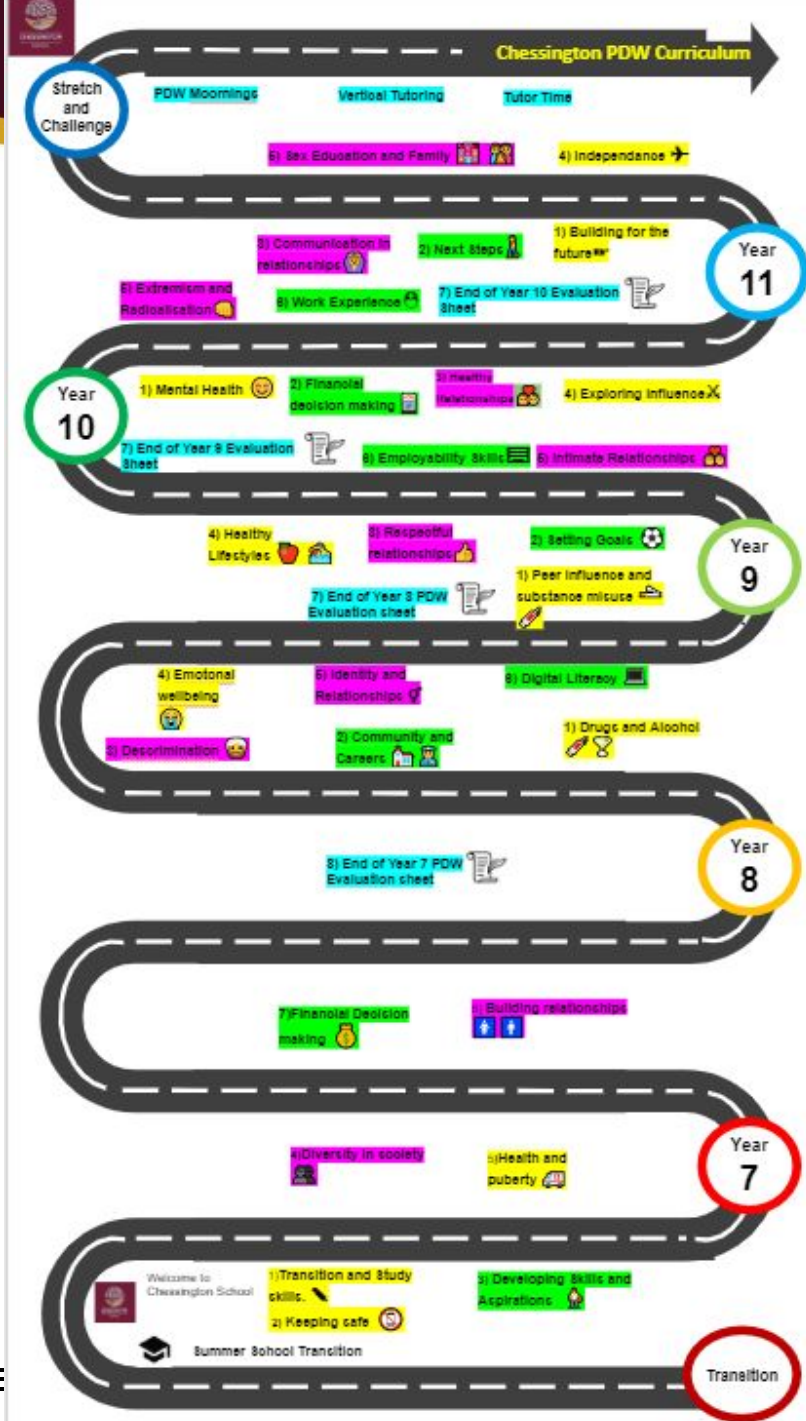 Chessington PDW Curriculum
Stretch
and
Challenge
PDW Moornings
Vertical Tutoring
Tutor Time
6) Sex Education and Family
4) Independance
3) Communication in
relationships
2) Next Steps
1) Building for the
future
Year
11
5) Extremism and
Radicalisation
6) Work Experience
7) End of Year 10 Evaluation
Sheet
Year
10
1) Mental Health
2) Financial
decision making
3) Healthy
Relationships
4) Exploring Influence
7) End of Year 9 Evaluation
Sheet
6) Employability Skills
5) Intimate Relationships
4) Healthy
Lifestyles
3) Respectful
relationships
2) Setting Goals
Year
9
7) End of Year 8 PDW
Evaluation sheet
1) Peer Influence and
substance misuse
4) Emotonal
wellbeing
5) Identity and
Relationships
6) Digital Literacy
3) Descrimination
2) Community and
Careers
1) Drugs and Alcohol
Year
8
8) End of Year 7 PDW
Evaluation sheet
7)Financial Decision
making
Building relationships
Year
7
4)Diversity in society
5)Health and
puberty
Welcome to
Chessington School
1)Transition and Study
skills.
2) Keeping safe
3) Developing Skills and
Aspirations
Summer School Transition
Transition